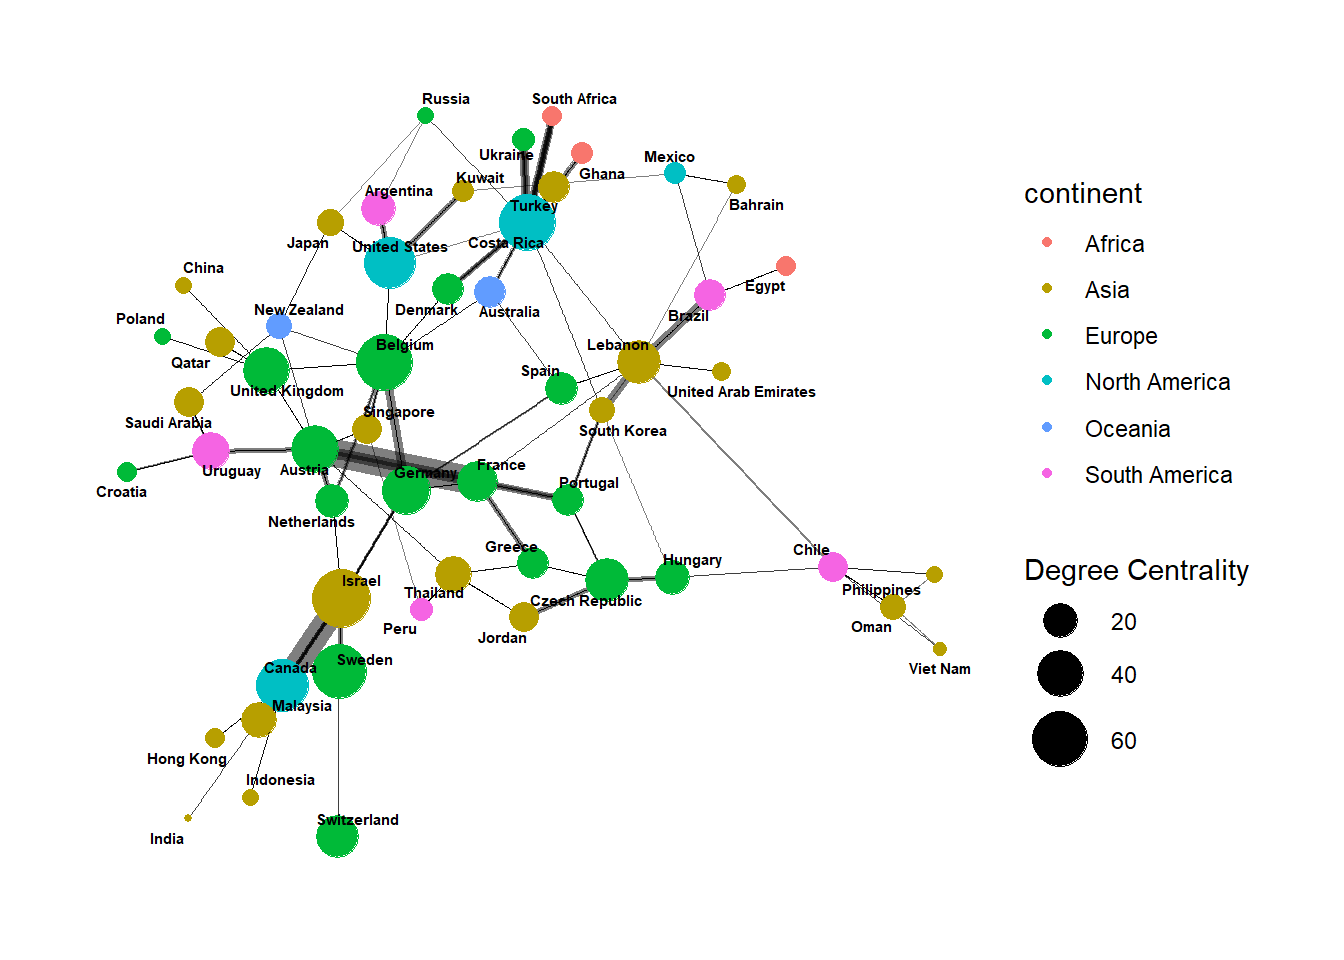 Russia
South Africa
Ukraine
Mexico
Ghana
Kuwait
Argentina
Bahrain
Turkey
Japan
United States
Costa Rica
China
Egypt
New Zealand
Denmark
Australia
Brazil
Poland
Belgium
Lebanon
Qatar
Spain
United Kingdom
United Arab Emirates
Singapore
Saudi Arabia
South Korea
Uruguay
Austria
Germany
France
Croatia
Portugal
Netherlands
Greece
Chile
Hungary
Israel
Thailand
Philippines
Czech Republic
Peru
Oman
Jordan
Sweden
Canada
Viet Nam
Malaysia
Hong Kong
Indonesia
Switzerland
India
continent
Africa
Asia
Europe
North America
Oceania
South America
Degree Centrality
20
40
60